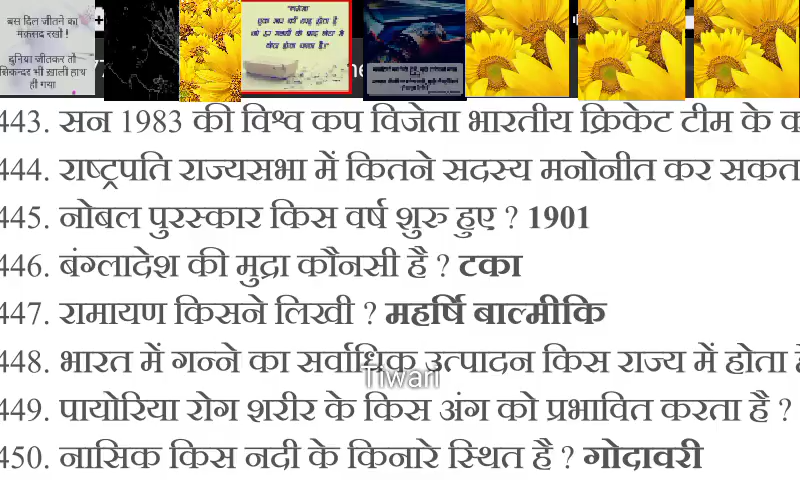 बस दिल जीतने का
मक़सद रखो !
दुनिया जीतकर तो
सिकन्दर भी ख़ाली हाथ
ही गया
443. सन 1983 की विश्व कप विजेता भारतीय क्रिकेट टीम के क
444. राष्ट्रपति राज्यसभा में कितने सदस्य मनोनीत कर सकत
445. नोबल पुरस्कार किस वर्ष शुरु हुए ? 1901
446. बंग्लादेश की मुद्रा कौनसी है ? टका
447. रामायण किसने लिखी ? महर्षि बाल्मीकि
448. भारत में गन्ने का सर्वाधिक उत्पादन किस राज्य में होता है
Tiwari
449. पायोरिया रोग शरीर के किस अंग को प्रभावित करता है ?
450. नासिक किस नदी के किनारे स्थित है ? गोदावरी